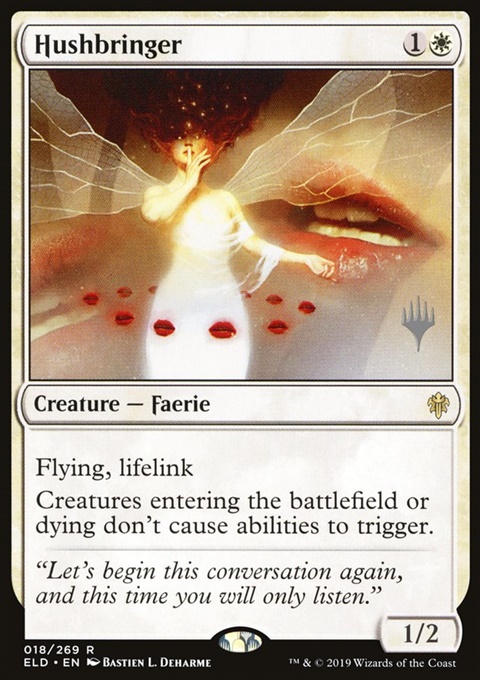 Hushbringer 1
Creature — Faerie
Flying, lifelink
Creatures entering the battlefield or
dying don't cause abilities to trigger.
"Let's begin this conversation again,
and this time you will only listen."
1/2
018/269 R
ELD • EN Bastien L. Deharme
™ & © 2019 Wizards of the Coast